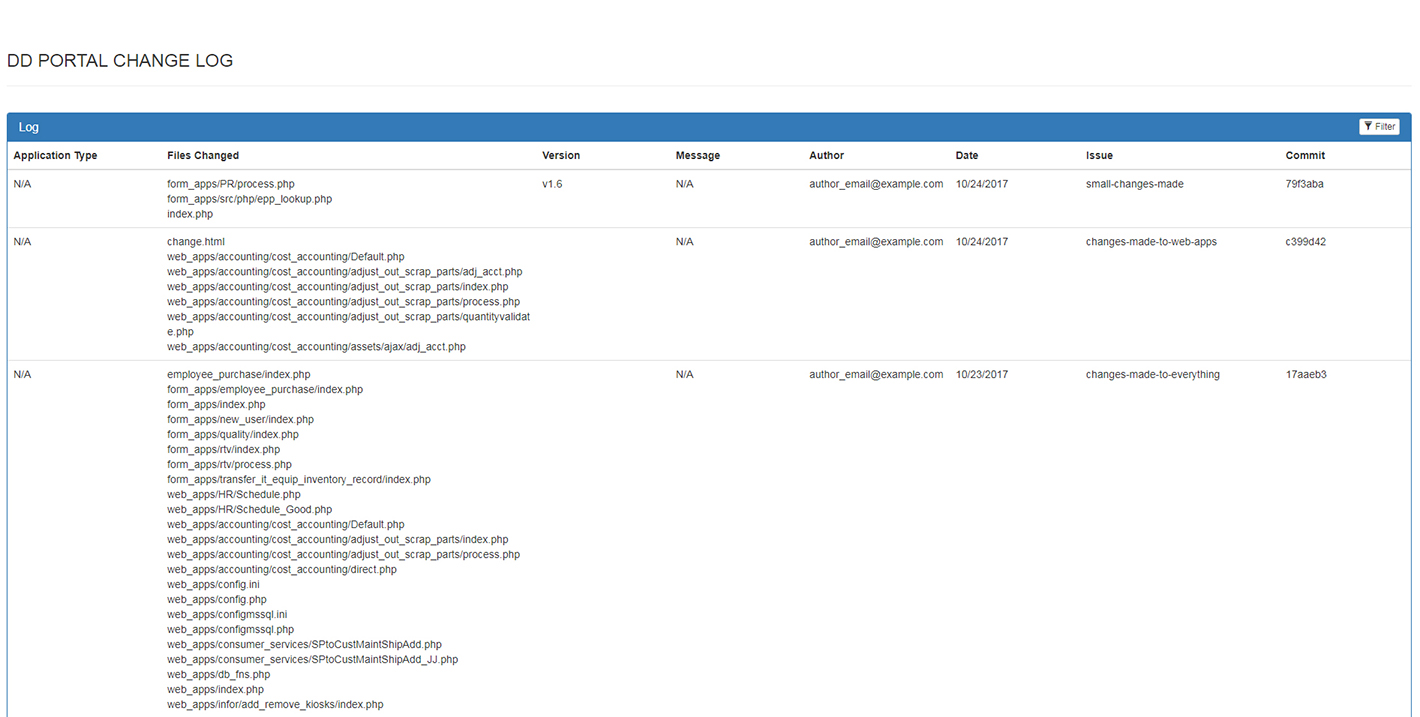 DD PORTAL CHANGE LOG
Log Filter
Application Type Files Changed Version Message Author Date Issue Commit
N/A form_apps/PR/process.php v1.6 N/A author_email@example.com 10/24/2017 small-changes-made 79f3aba
form_apps/src/php/epp_lookup.php
index.php
N/A change.html N/A author_email@example.com 10/24/2017 changes-made-to-web-apps c399d42
web_apps/accounting/cost_accounting/Default.php
web_apps/accounting/cost_accounting/adjust_out_scrap_parts/adj_acct.php
web_apps/accounting/cost_accounting/adjust_out_scrap_parts/index.php
web_apps/accounting/cost_accounting/adjust_out_scrap_parts/process.php
web_apps/accounting/cost_accounting/adjust_out_scrap_parts/quantityvalidat
e.php
web_apps/accounting/cost_accounting/assets/ajax/adj_acct.php
N/A employee_purchase/index.php N/A author_email@example.com 10/23/2017 changes-made-to-everything 17aaeb3
form_apps/employee_purchase/index.php
form_apps/index.php
form_apps/new_user/index.php
form_apps/quality/index.php
form_apps/rtv/index.php
form_apps/rtv/process.php
form_apps/transfer_it_equip_inventory_record/index.php
web_apps/HR/Schedule.php
web_apps/HR/Schedule_Good.php
web_apps/accounting/cost_accounting/Default.php
web_apps/accounting/cost_accounting/adjust_out_scrap_parts/index.php
web_apps/accounting/cost_accounting/adjust_out_scrap_parts/process.php
web_apps/accounting/cost_accounting/direct.php
web_apps/config.ini
web_apps/config.php
web_apps/configmssql.ini
web_apps/configmssql.php
web_apps/consumer_services/SPtoCustMaintShipAdd.php
web_apps/consumer_services/SPtoCustMaintShipAdd_JJ.php
web_apps/db_fns.php
web_apps/index.php
web_apps/infor/add_remove_kiosks/index.php